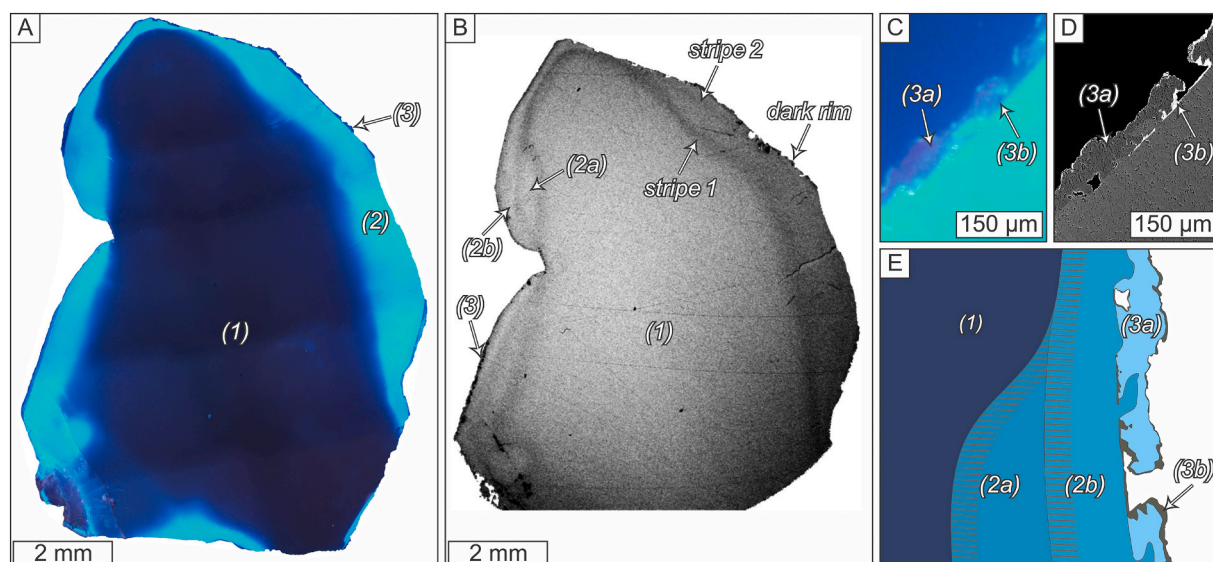 A
(3)
(2)
(1)
2 mm
B
stripe 2
dark rim
(2a)
stripe 1
(2b)
(3)
(1)
2 mm
C
(3a)
(3b)
150 μm
D
(3a)
(3b)
150 μm
E
(1)
(3a)
(2a)
(2b)
(3b)